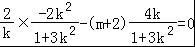 2/k × (-2k²)/(1+3k²) - (m+2) 4k/(1+3k²) = 0